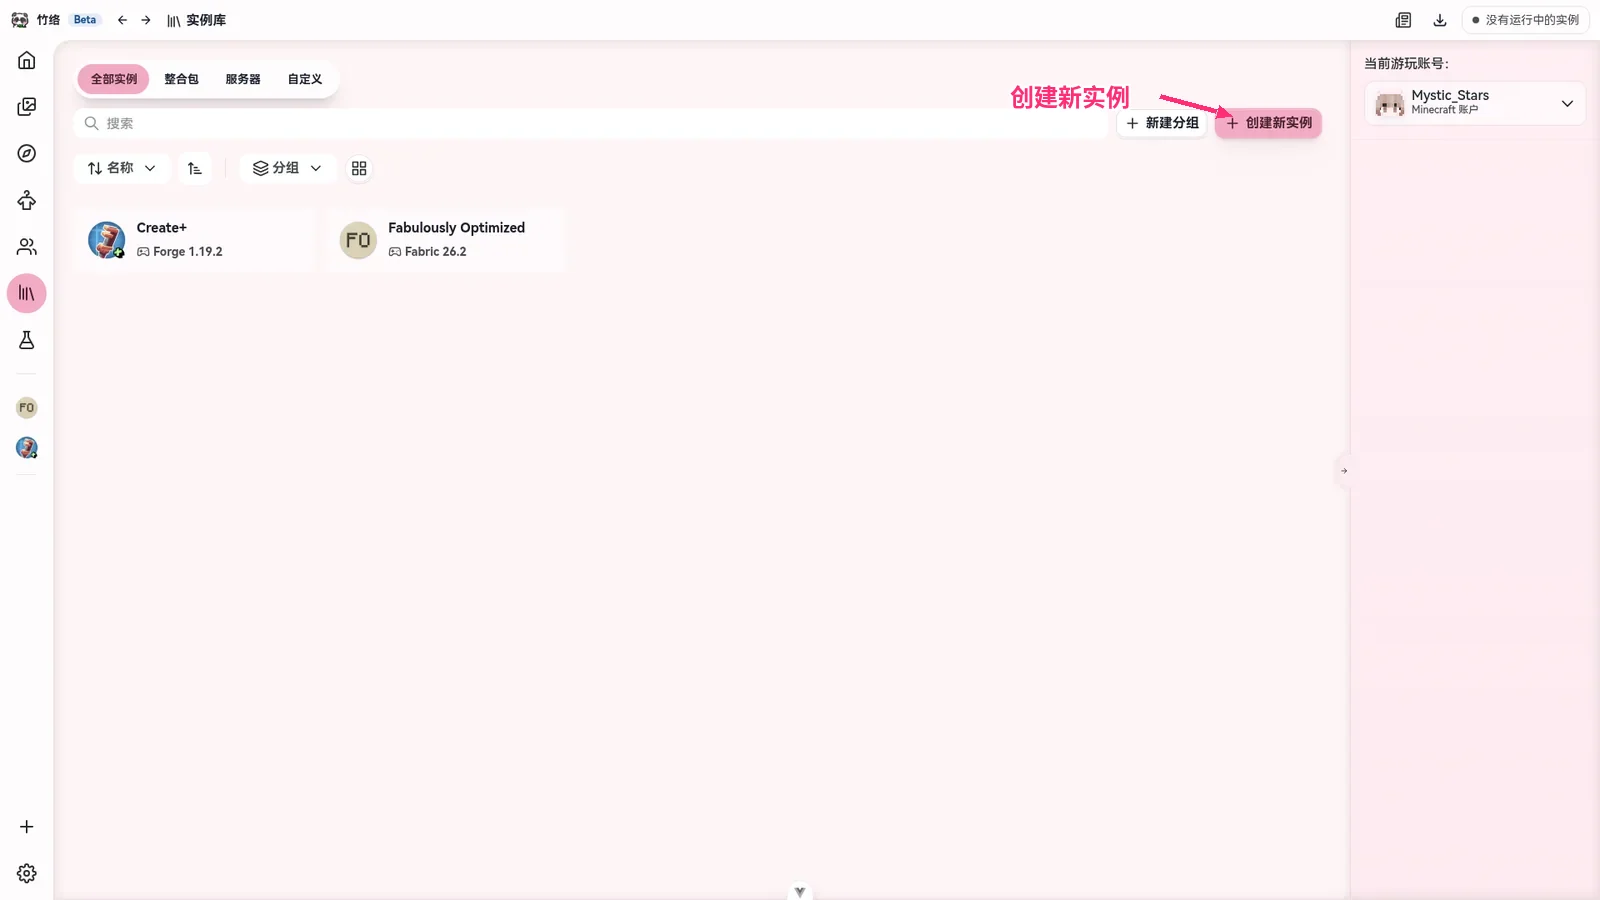 竹络 Beta 实例库 没有运行中的实例
当前游玩账号:
全部实例 整合包 服务器 自定义
Mystic_Stars
Minecraft 账户
创建新实例
搜索 新建分组 创建新实例
名称 分组
Create+ Fabulously Optimized
Forge 1.19.2 Fabric 26.2
FO
FO